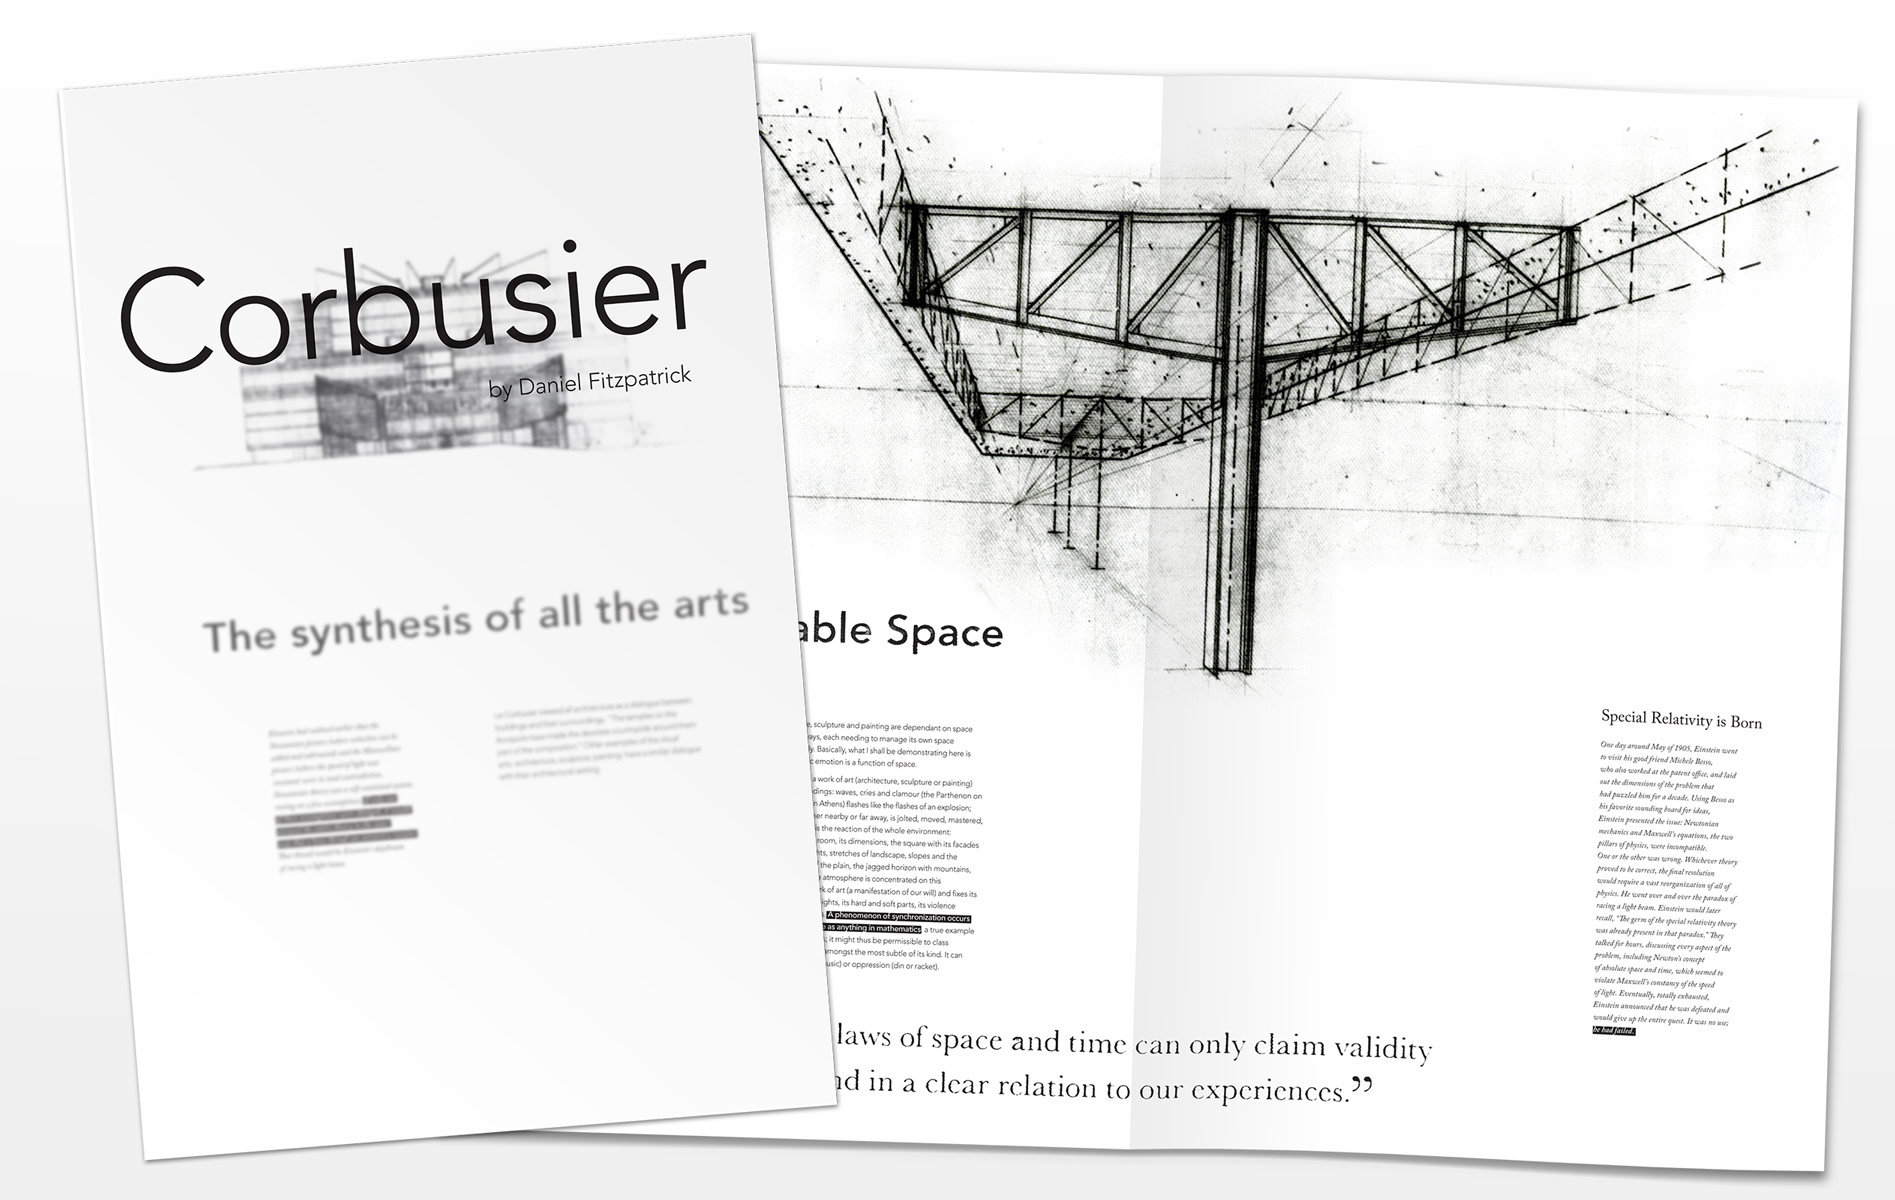 Corbusier
by Daniel Fitzpatrick
The synthesis of all the arts
Einstein had realized earlier that the
Newtonian
Le Corbusier viewed all architecture as a dialogue between
buildings and their surroundings. "The temples on the
Acropolis have made the desolate countryside around them
part of the composition." Other examples of the visual
arts, architecture, sculpture, painting, have a similar dialogue
with their architectural setting.
able Space
, sculpture and painting are dependant on space
ays, each needing to manage its own space
ly. Basically, what I shall be demonstrating here is
c emotion is a function of space.
a work of art (architecture, sculpture or painting)
dings: waves, cries and clamour (the Parthenon on
n Athens) flashes like the flashes of an explosion;
er nearby or far away, is jolted, moved, mastered,
is the reaction of the whole environment:
room, its dimensions, the square with its facades
nts, stretches of landscape, slopes and the
f the plain, the jagged horizon with mountains,
e atmosphere is concentrated on this
rk of art (a manifestation of our will) and fixes its
ights, its hard and soft parts, its violence
. A phenomenon of synchronization occurs
e as anything in mathematics, a true example
; it might thus be permissible to class
amongst the most subtle of its kind. It can
usic) or oppression (din or racket).
laws of space and time can only claim validity
nd in a clear relation to our experiences.”
Special Relativity is Born
One day around May of 1905, Einstein went
to visit his good friend Michele Besso,
who also worked at the patent office, and laid
out the dimensions of the problem that
had puzzled him for a decade. Using Besso as
his favorite sounding board for ideas,
Einstein presented the issue: Newtonian
mechanics and Maxwell's equations, the two
pillars of physics, were incompatible.
One or the other was wrong. Whichever theory
proved to be correct, the final resolution
would require a vast reorganization of all of
physics. He went over and over the paradox of
racing a light beam. Einstein would later
recall, "The germ of the special relativity theory
was already present in that paradox." They
talked for hours, discussing every aspect of the
problem, including Newton's concept
of absolute space and time, which seemed to
violate Maxwell's constancy of the speed
of light. Eventually, totally exhausted,
Einstein announced that he was defeated and
would give up the entire quest. It was no use;
he had failed.